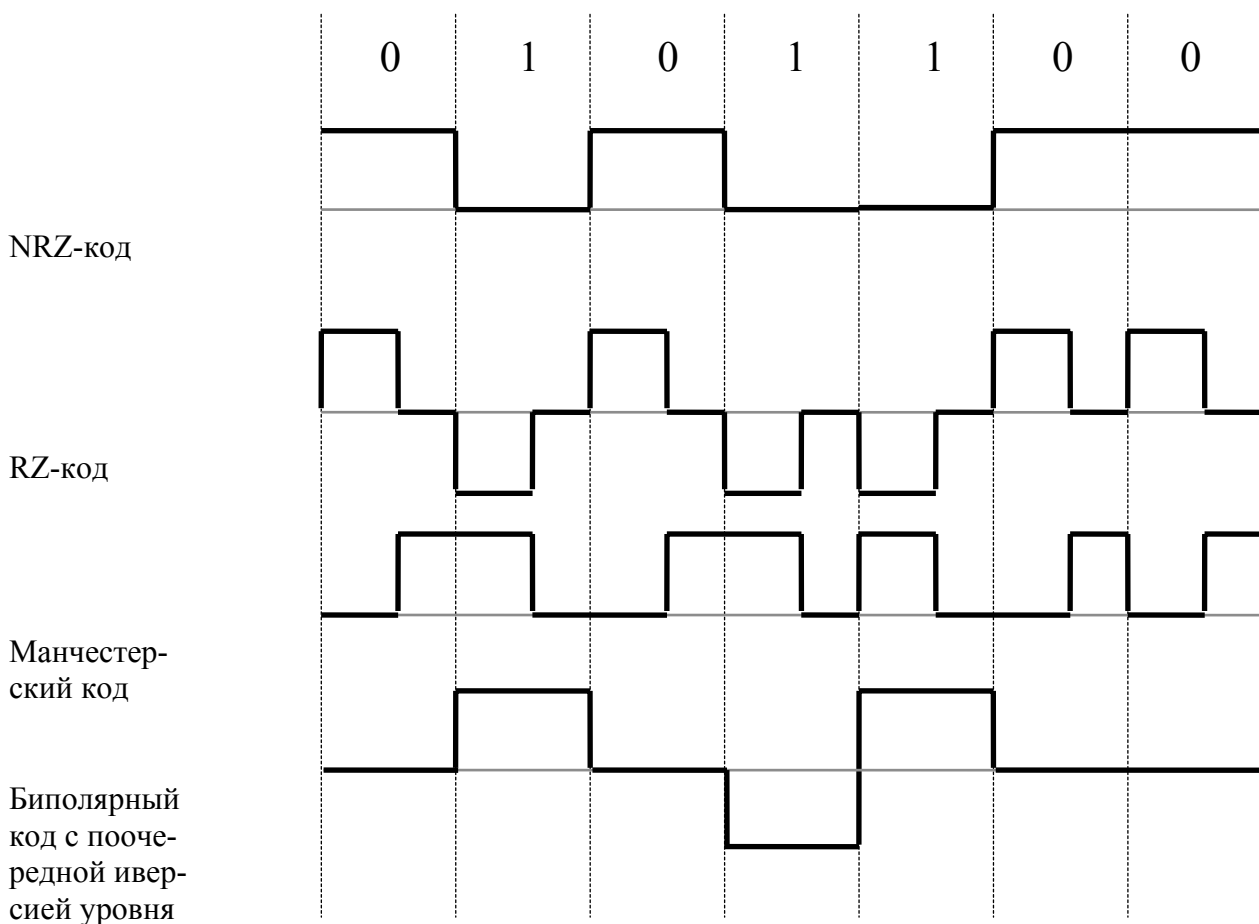 0 1 0 1 1 0 0
NRZ-код
RZ-код
Манчестер-
ский код
Биполярный
код с пооче-
редной ивер-
сией уровня